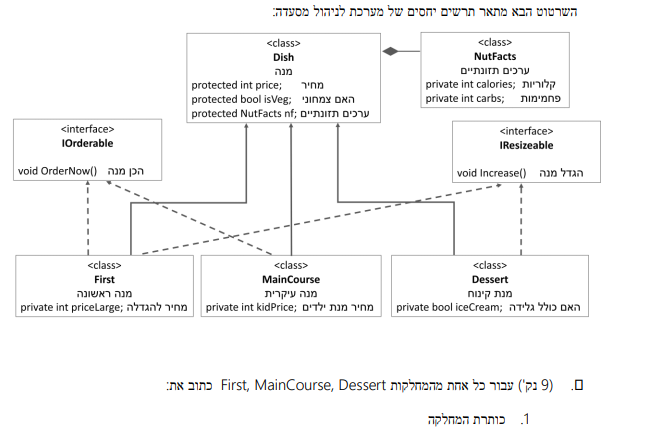 השרטוט הבא מתאר תרשים יחסים של מערכת לניהול מסעדה:
<class>
Dish
מנה
protected int price; מחיר
protected bool isVeg; האם צמחוני
protected NutFacts nf; ערכים תזונתיים
<class>
NutFacts
ערכים תזונתיים
private int calories; קלוריות
private int carbs; פחמימות
<interface>
IOrderable
void OrderNow() הכן מנה
<interface>
IResizeable
void Increase() הגדל מנה
<class>
First
מנה ראשונה
private int priceLarge; מחיר להגדלה
<class>
MainCourse
מנה עיקרית
private int kidPrice; מחיר מנת ילדים
<class>
Dessert
מנת קינוח
private bool iceCream; האם כולל גלידה
(9 נק') עבור כל אחת מהמחלקות First, MainCourse, Dessert כתוב את:
1. כותרת המחלקה